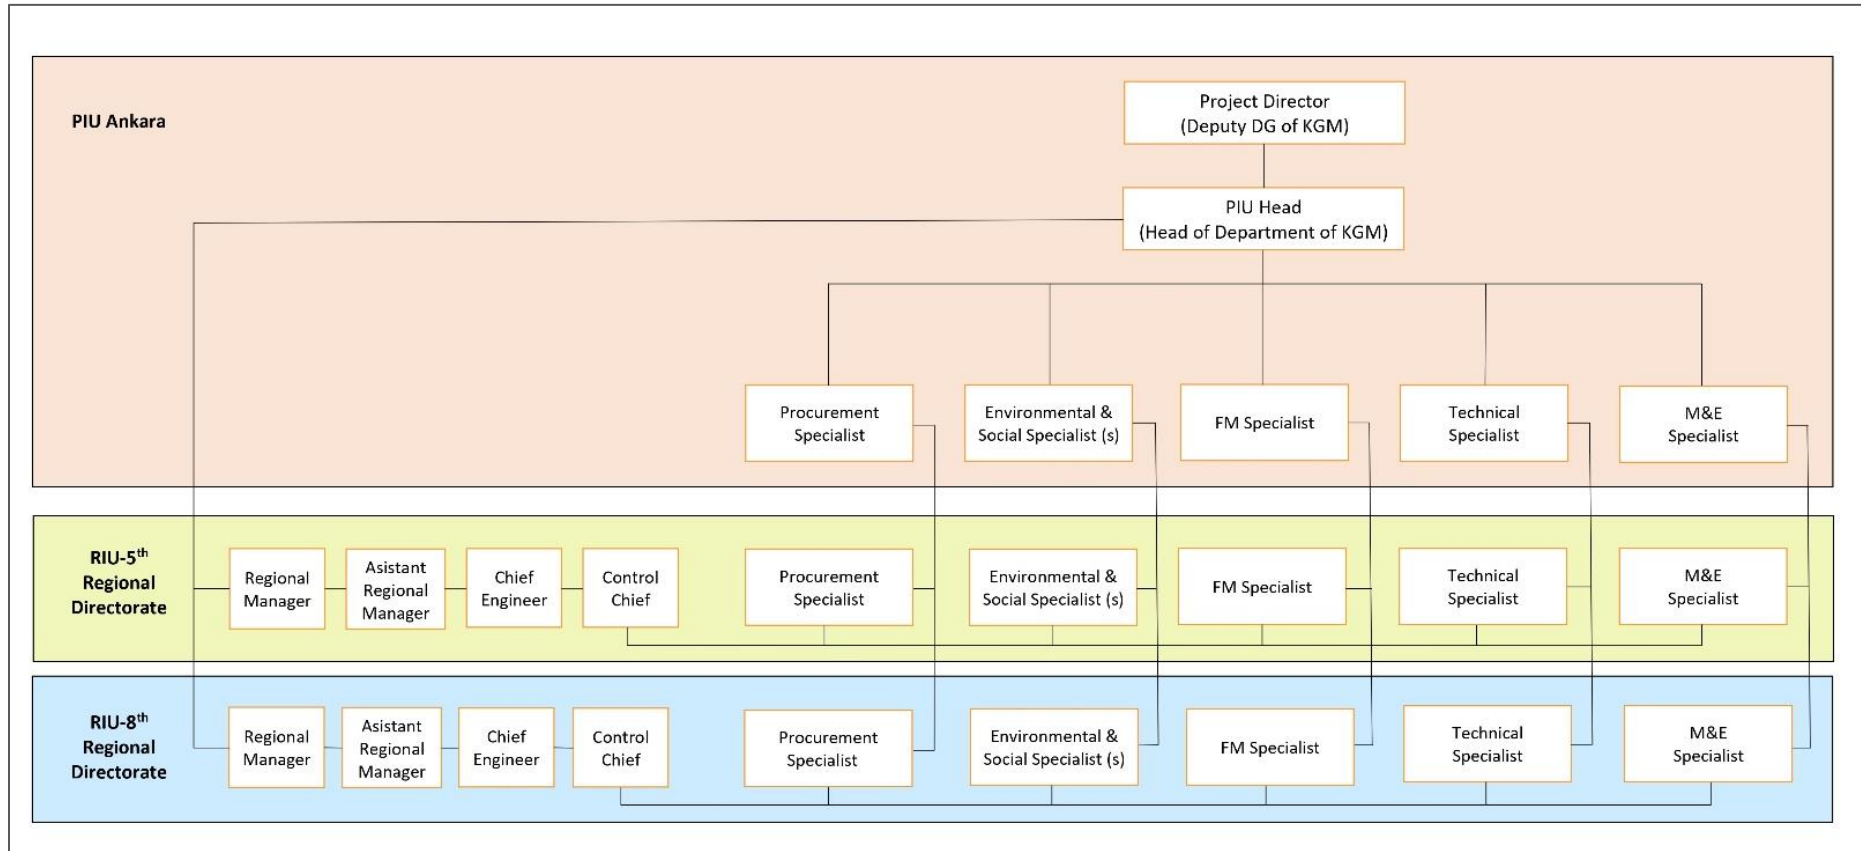 PIU Ankara
Project Director
(Deputy DG of KGM)
PIU Head
(Head of Department of KGM)
Procurement
Specialist
Environmental &
Social Specialist (s)
FM Specialist
Technical
Specialist
M&E
Specialist
RIU-5th
Regional
Directorate
Regional
Manager
Asistant
Regional
Manager
Chief
Engineer
Control
Chief
Procurement
Specialist
Environmental &
Social Specialist (s)
FM Specialist
Technical
Specialist
M&E
Specialist
RIU-8th
Regional
Directorate
Regional
Manager
Asistant
Regional
Manager
Chief
Engineer
Control
Chief
Procurement
Specialist
Environmental &
Social Specialist (s)
FM Specialist
Technical
Specialist
M&E
Specialist